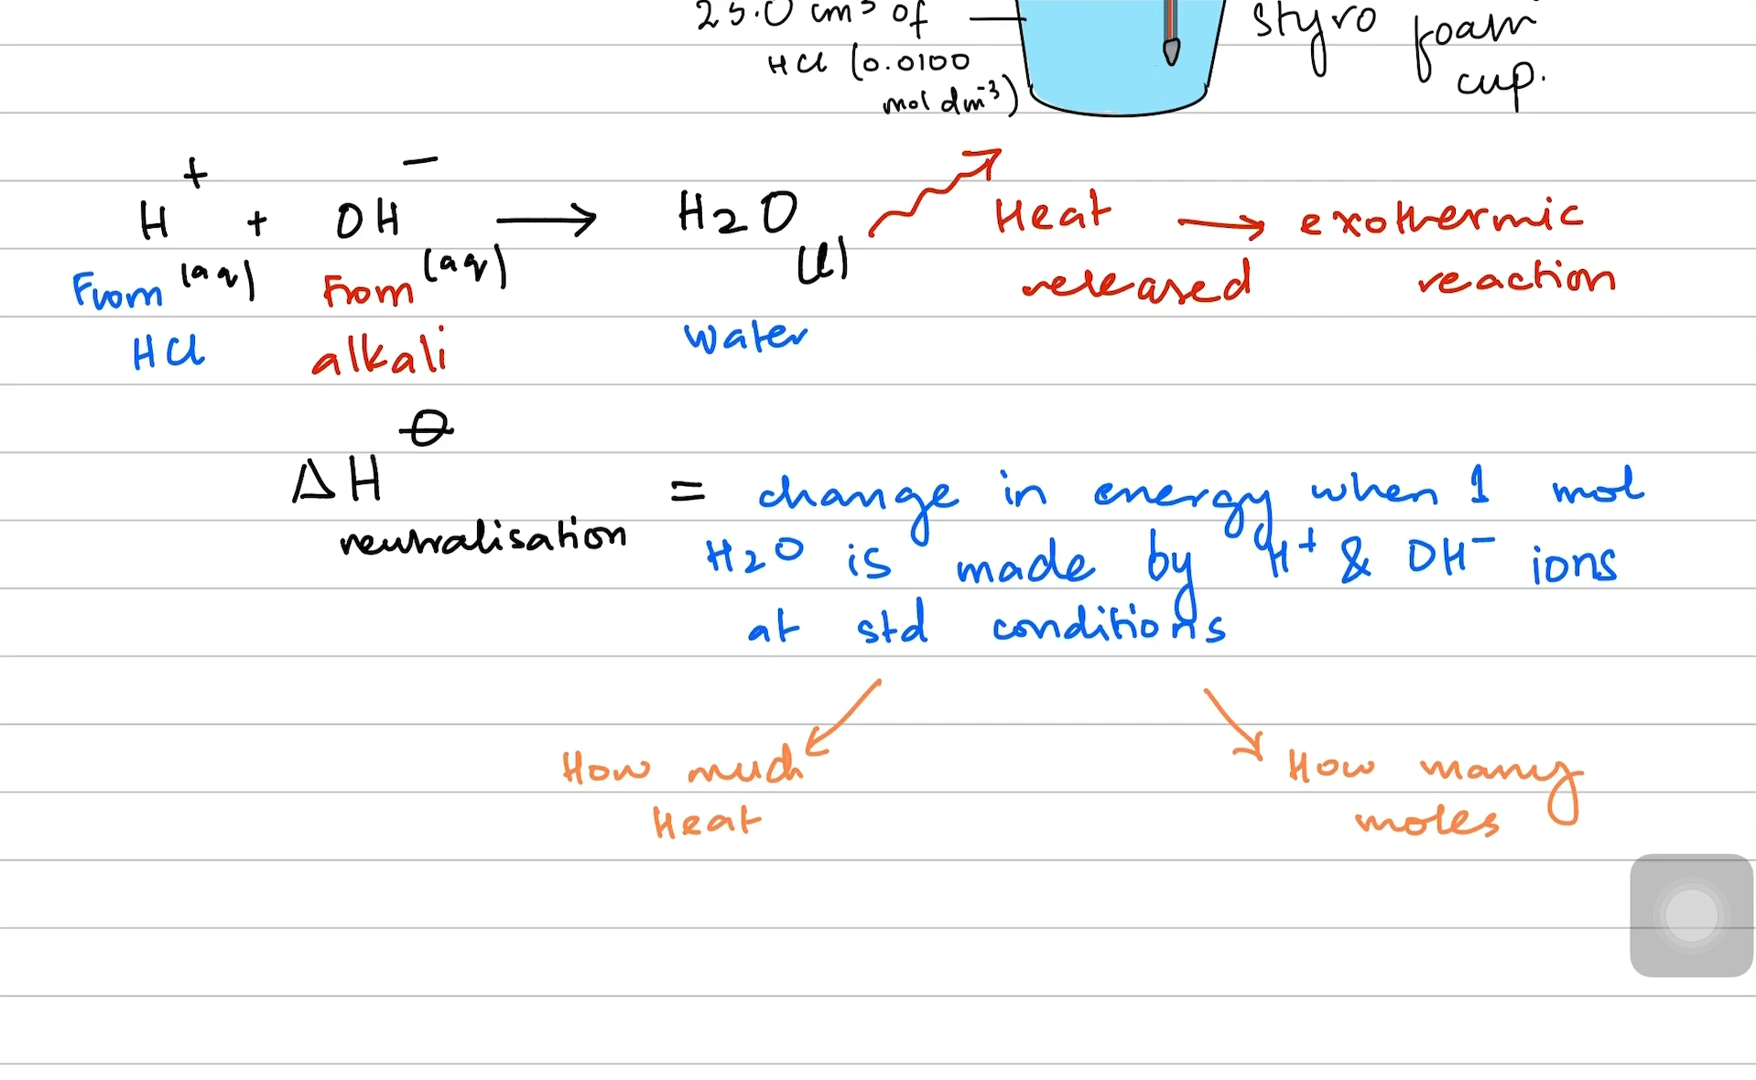 25.0 cm³ of
HCl (0.0100
mol dm⁻³)
styro foam
cup.
H⁺(aq) + OH⁻(aq) ⟶ H2O(l) Heat ⟶ exothermic
released reaction
From HCl
From alkali
water
ΔH⦵ neutralisation = change in energy when 1 mol
H2O is made by H⁺ & OH⁻ ions
at std conditions
How much
Heat
How many
moles